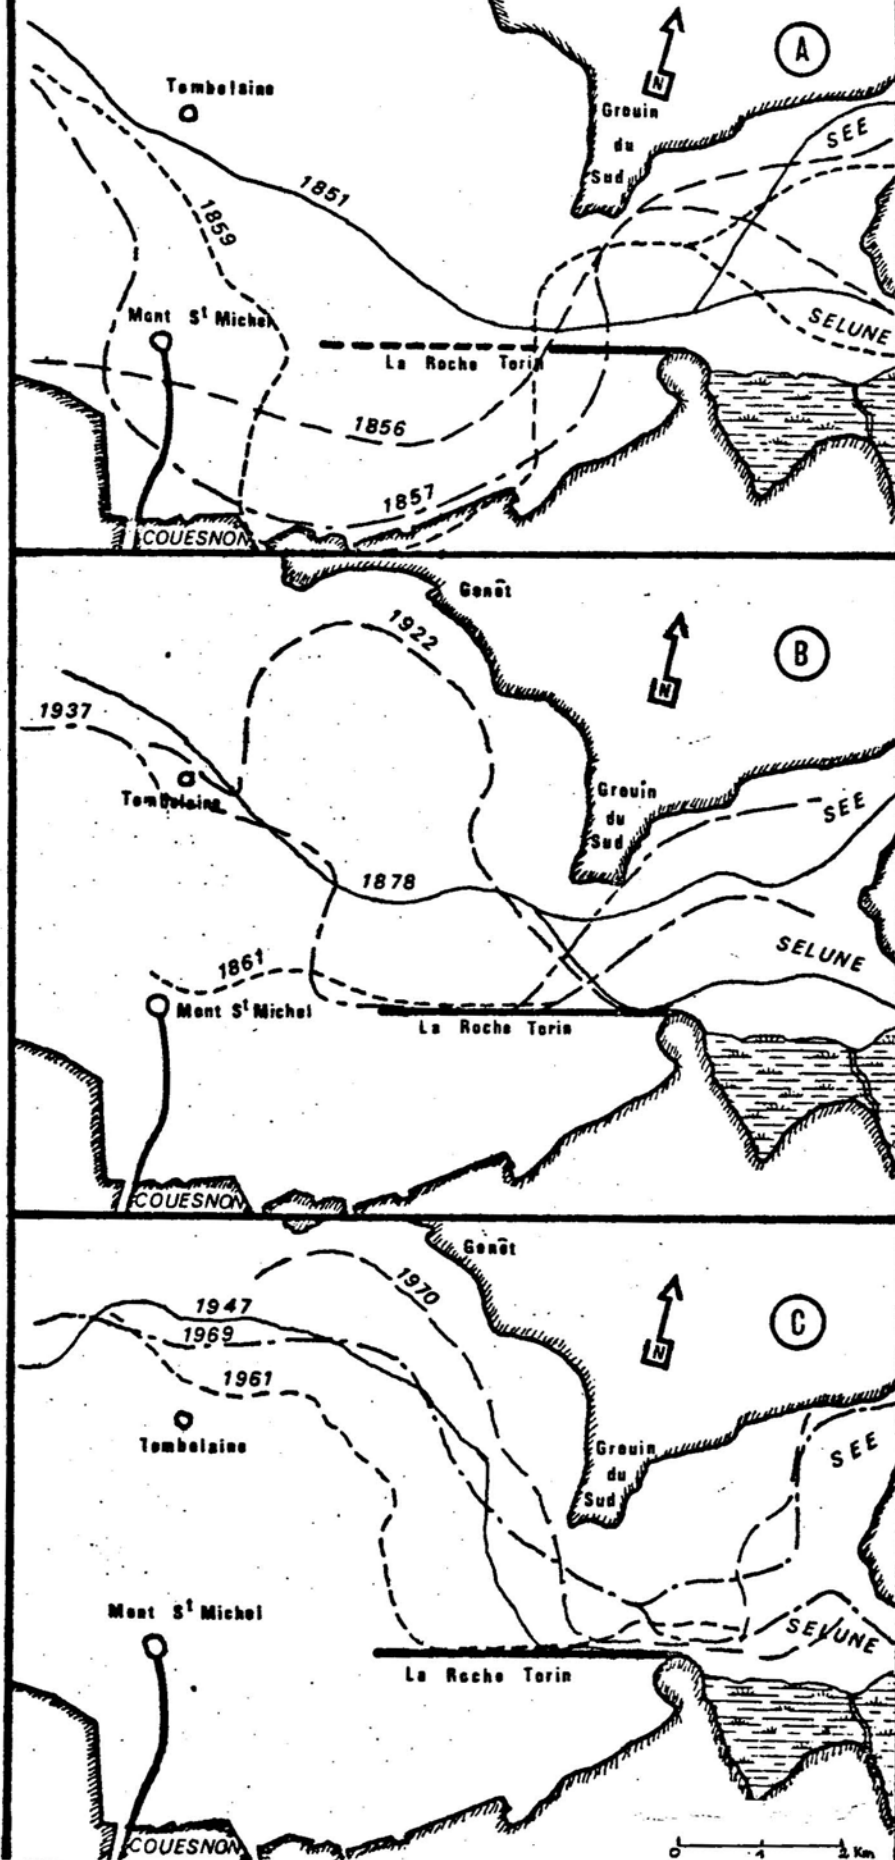 A
N
Tombelaine
Grouin
du
Sud
SEE
1851
1859
Mont St Michel
La Roche Torin
SELUNE
1856
1857
COUESNON
Genêt
B
N
1922
1937
Tombelaine
Grouin
du
Sud
SEE
1878
1861
SELUNE
Mont St Michel
La Roche Torin
COUESNON
Genêt
C
N
1970
1947
1969
1961
Tombelaine
Grouin
du
Sud
SEE
Mont St Michel
SELUNE
La Roche Torin
COUESNON
0 1 2 Km